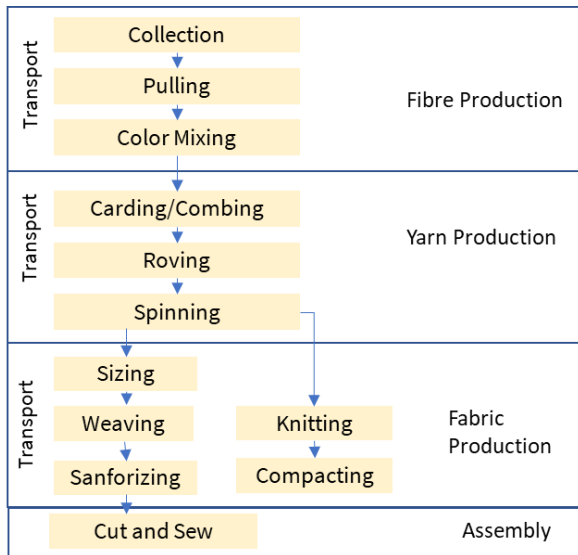 Transport
Collection
Pulling
Color Mixing
Fibre Production
Transport
Carding/Combing
Roving
Spinning
Yarn Production
Transport
Sizing
Weaving
Sanforizing
Knitting
Compacting
Fabric
Production
Cut and Sew
Assembly